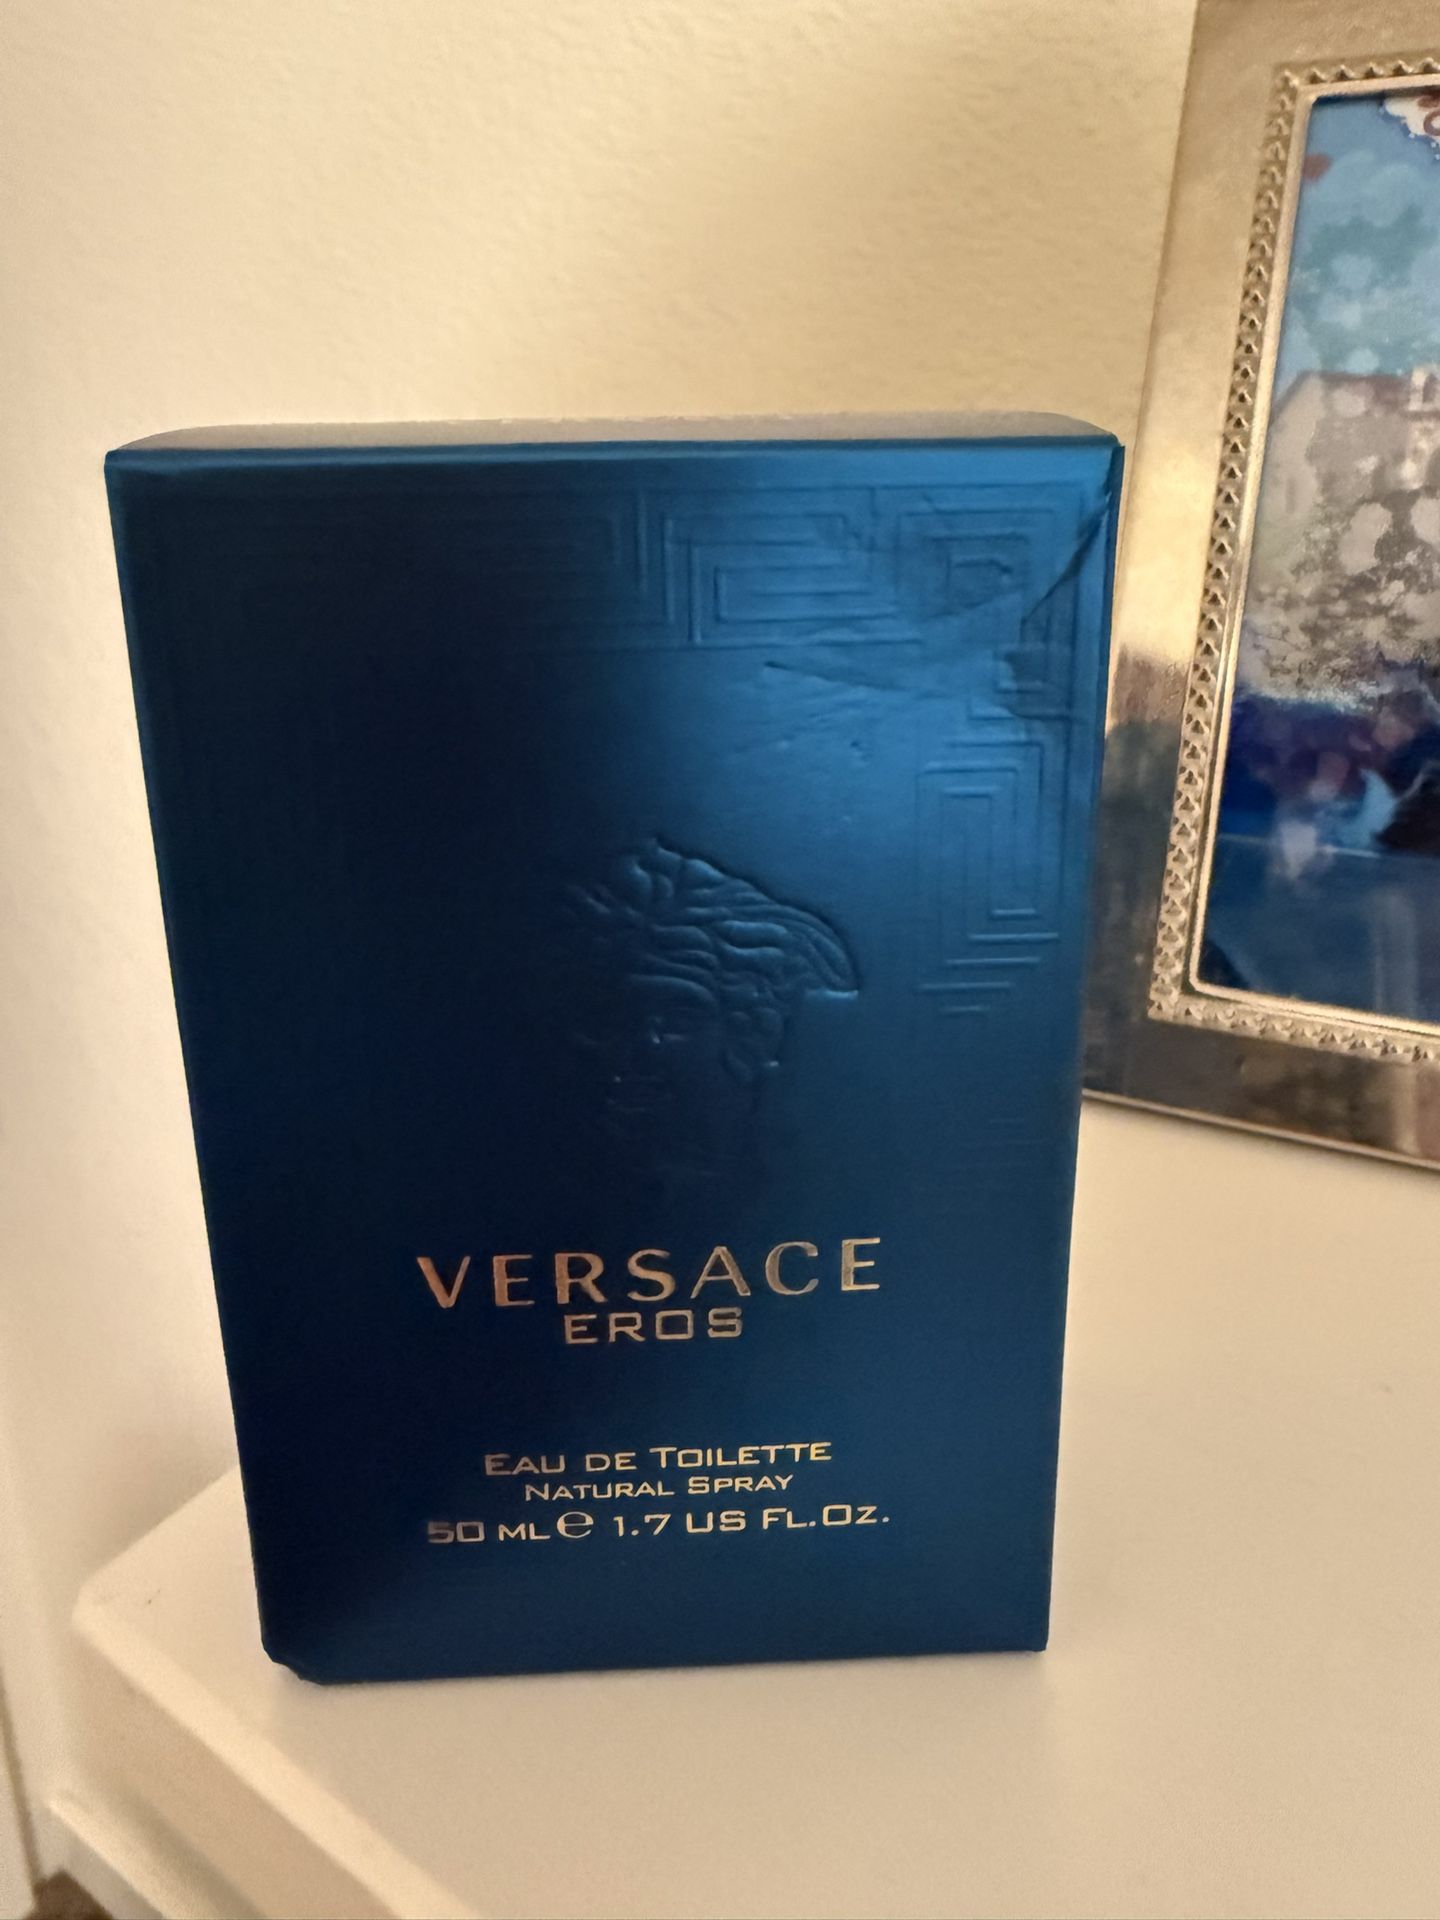 VERSACE
EROS
EAU DE TOILETTE
NATURAL SPRAY
50 ML ℮ 1.7 US FL.OZ.